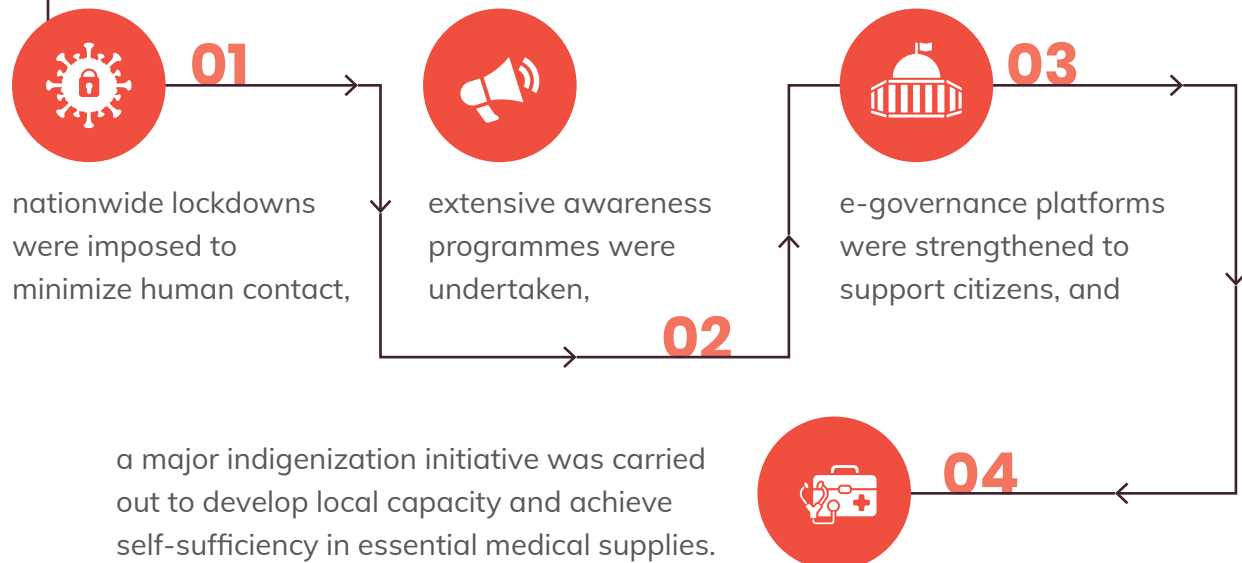 01
nationwide lockdowns
were imposed to
minimize human contact,
02
extensive awareness
programmes were
undertaken,
03
e-governance platforms
were strengthened to
support citizens, and
04
a major indigenization initiative was carried
out to develop local capacity and achieve
self-sufficiency in essential medical supplies.